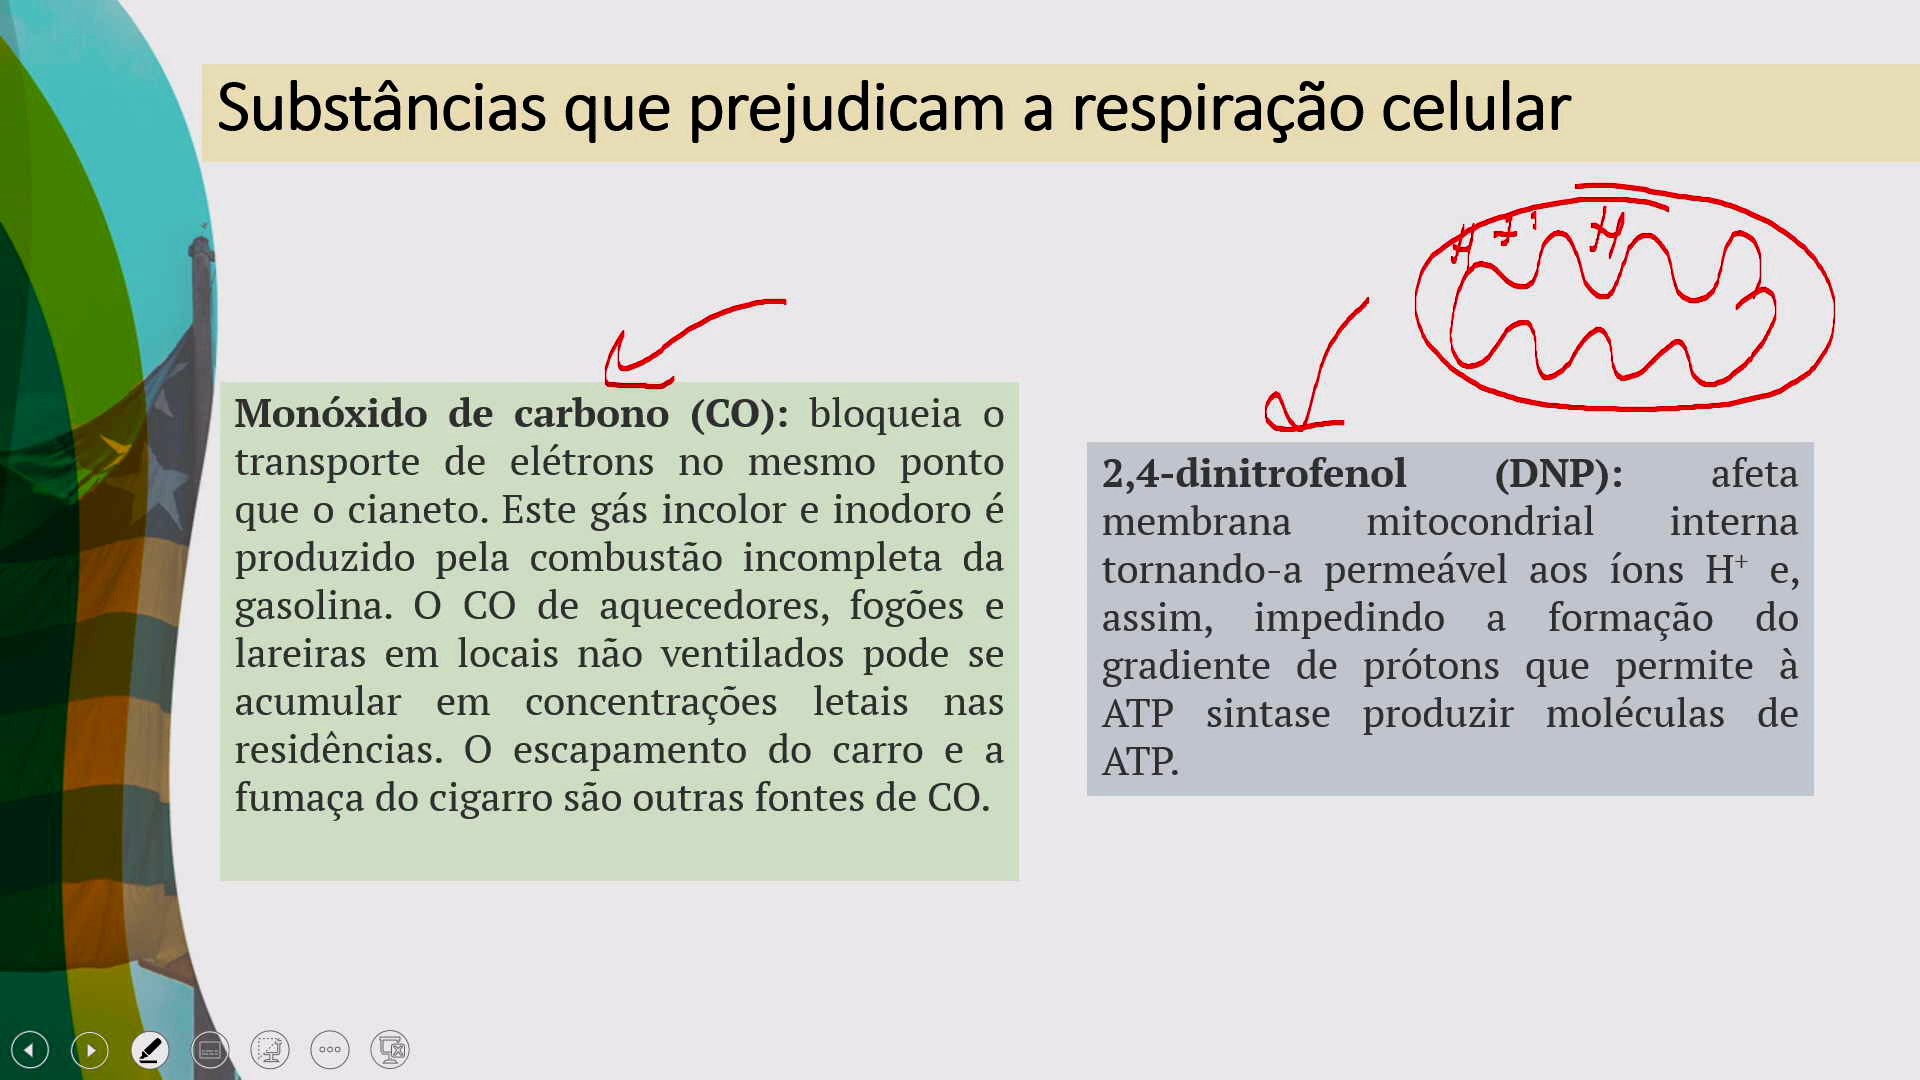 Substâncias que prejudicam a respiração celular
H
H
Monóxido de carbono (CO): bloqueia o
transporte de elétrons no mesmo ponto
que o cianeto. Este gás incolor e inodoro é
produzido pela combustão incompleta da
gasolina. O CO de aquecedores, fogões e
lareiras em locais não ventilados pode se
acumular em concentrações letais nas
residências. O escapamento do carro e a
fumaça do cigarro são outras fontes de CO.
2,4-dinitrofenol (DNP): afeta
membrana mitocondrial interna
tornando-a permeável aos íons H⁺ e,
assim, impedindo a formação do
gradiente de prótons que permite à
ATP sintase produzir moléculas de
ATP.